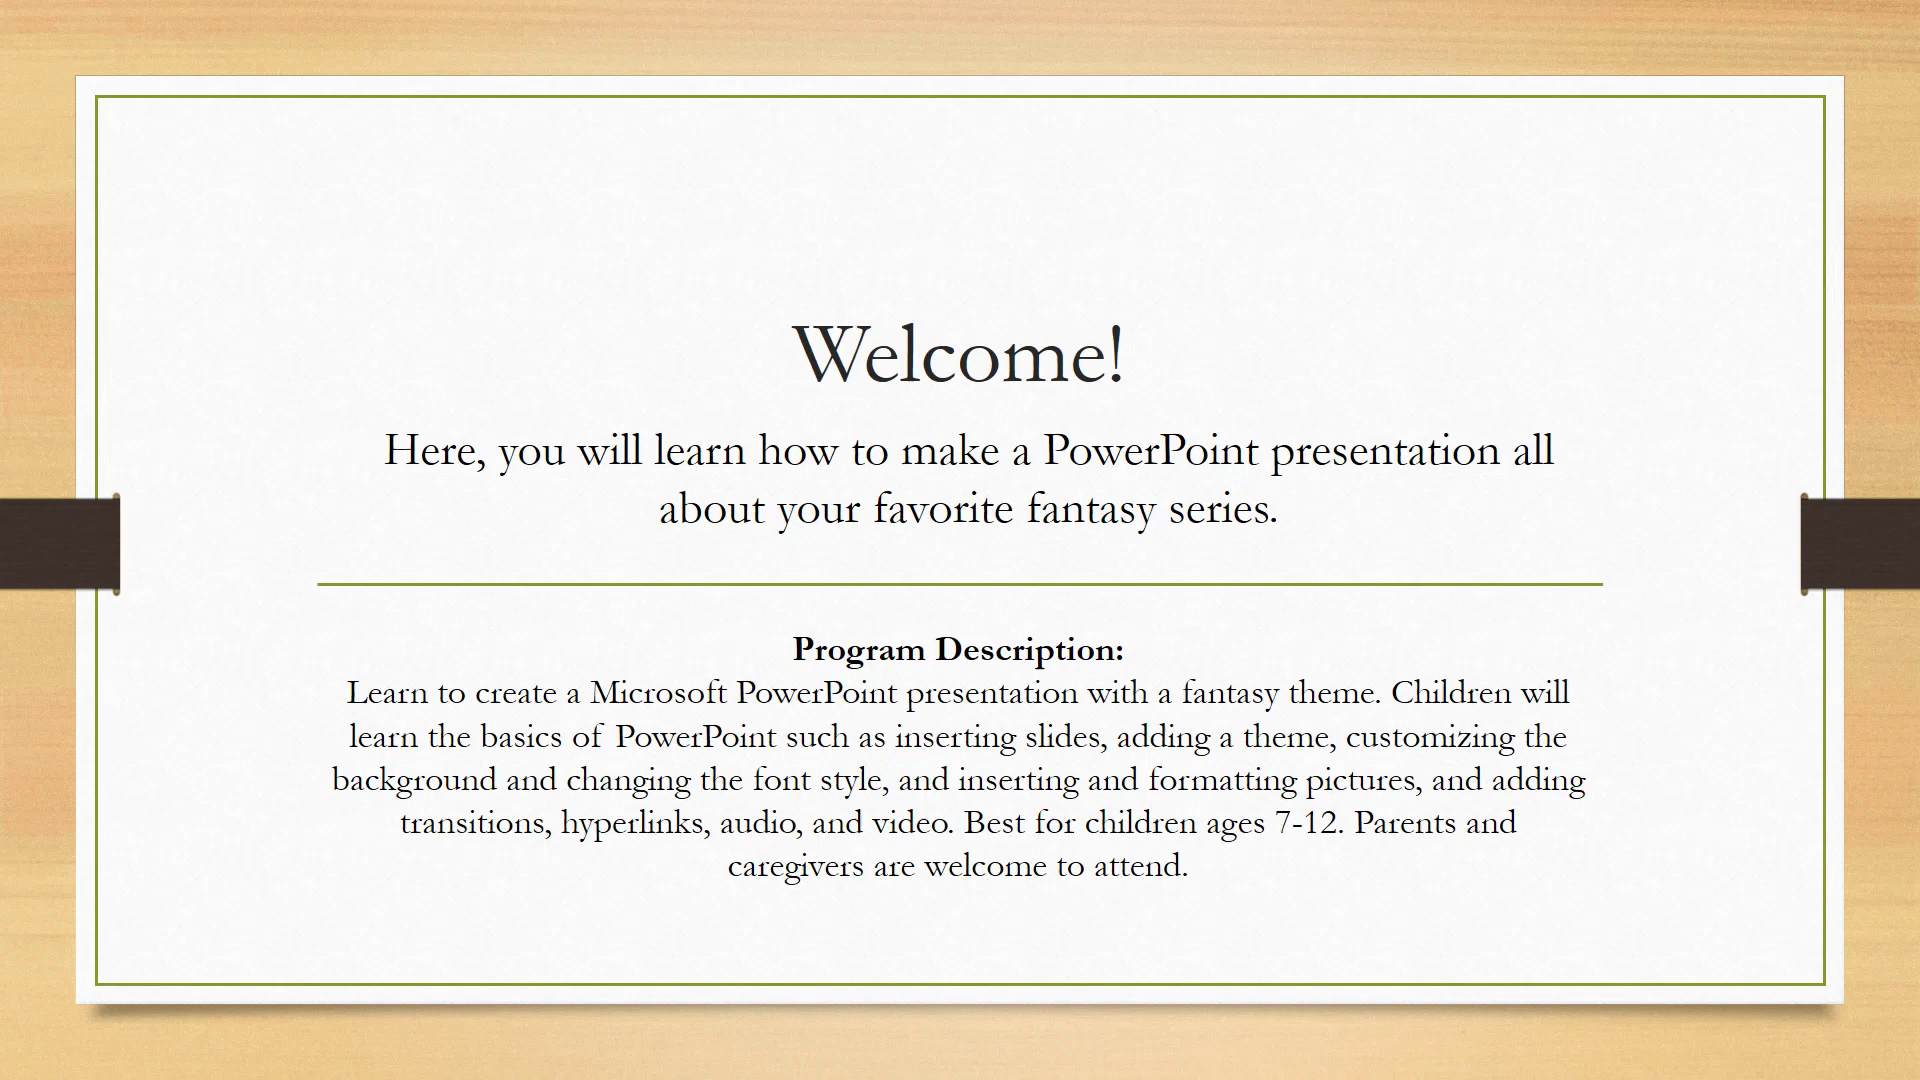 Welcome!
Here, you will learn how to make a PowerPoint presentation all
about your favorite fantasy series.
Program Description:
Learn to create a Microsoft PowerPoint presentation with a fantasy theme. Children will
learn the basics of PowerPoint such as inserting slides, adding a theme, customizing the
background and changing the font style, and inserting and formatting pictures, and adding
transitions, hyperlinks, audio, and video. Best for children ages 7-12. Parents and
caregivers are welcome to attend.